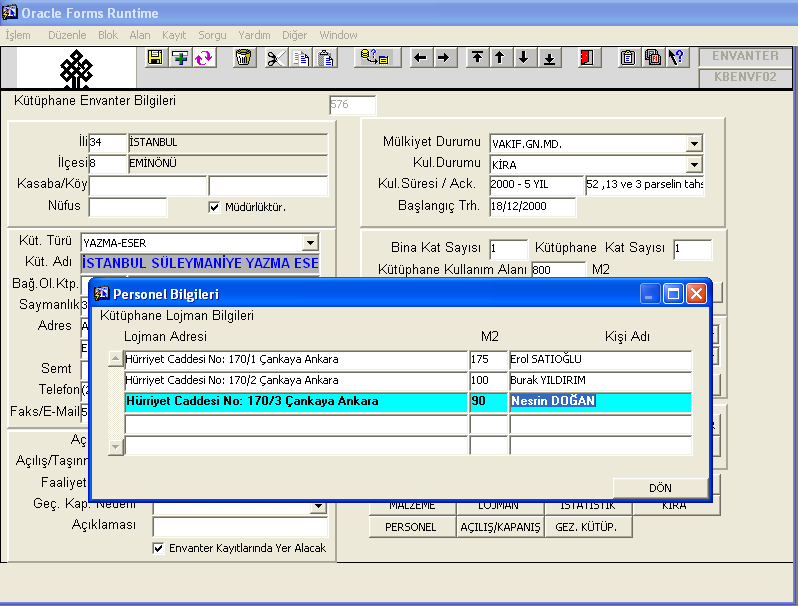 Oracle Forms Runtime
İşlem Düzenle Blok Alan Kayıt Sorgu Yardım Diğer Window
ENVANTER
KBENVF02
Kütüphane Envanter Bilgileri 576
İli 34 İSTANBUL
İlçesi 8 EMİNÖNÜ
Kasaba/Köy
Nüfus Müdürlüktür.
Mülkiyet Durumu VAKIF.GN.MD.
Kul.Durumu KİRA
Kul.Süresi / Ack. 2000 - 5 YIL 52 ,13 ve 3 parselin tahs
Başlangıç Trh. 18/12/2000
Küt. Türü YAZMA-ESER
Küt. Adı İSTANBUL SÜLEYMANİYE YAZMA ESE
Bağ.Ol.Ktp.
Saymanlık 3
Adres A
E
Semt
Telefon (2
Faks/E-Mail 5
Bina Kat Sayısı 1 Kütüphane Kat Sayısı 1
Kütüphane Kullanım Alanı 800 M2
Personel Bilgileri
Kütüphane Lojman Bilgileri
Lojman Adresi M2 Kişi Adı
Hürriyet Caddesi No: 170/1 Çankaya Ankara 175 Erol SATIOĞLU
Hürriyet Caddesi No: 170/2 Çankaya Ankara 100 Burak YILDIRIM
Hürriyet Caddesi No: 170/3 Çankaya Ankara 90 Nesrin DOĞAN
DÖN
Aç
Açılış/Taşınr
Faaliyet
Geç. Kap. Nedeni
Açıklaması
Envanter Kayıtlarında Yer Alacak
MALZEME LOJMAN İSTATİSTİK KİRA
PERSONEL AÇILIŞ/KAPANIŞ GEZ. KÜTÜP.